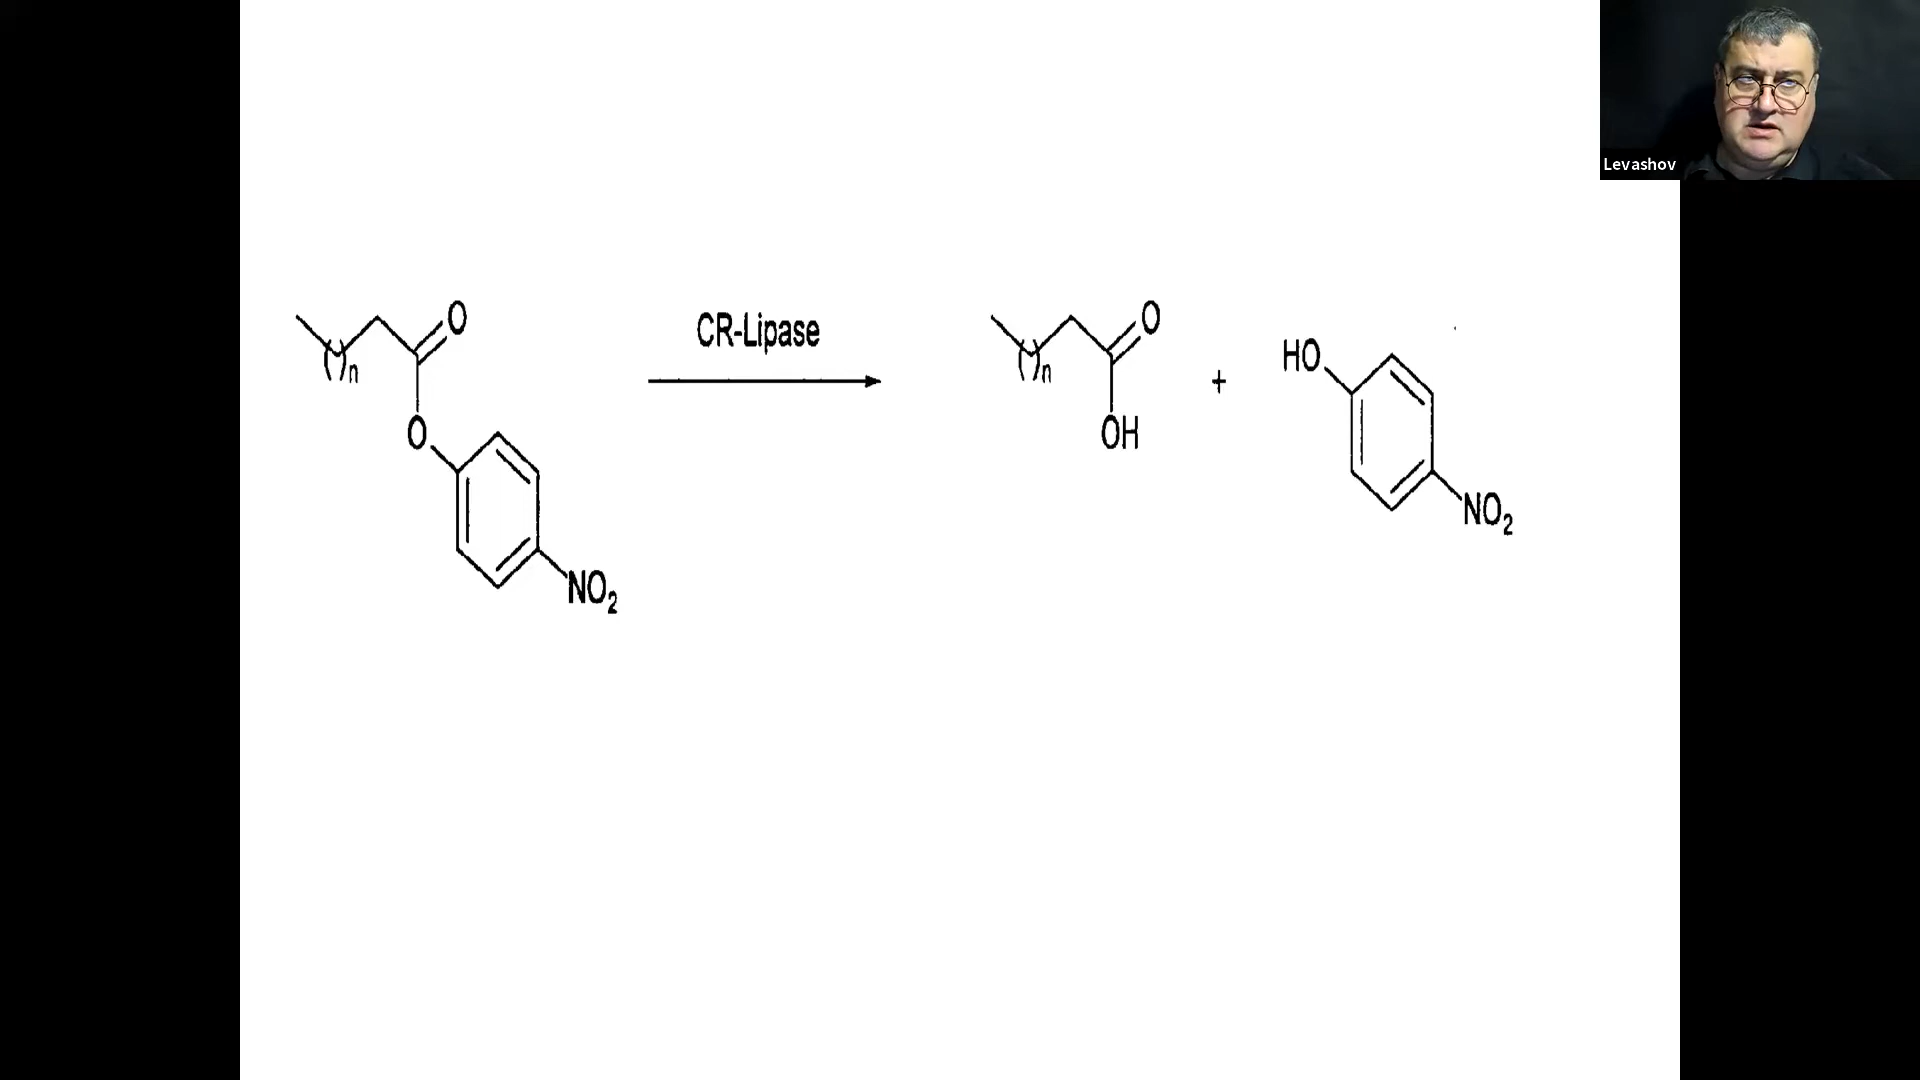 Levashov
O
CR-Lipase
O
( )n
( )n
HO
+
O
OH
NO2
NO2